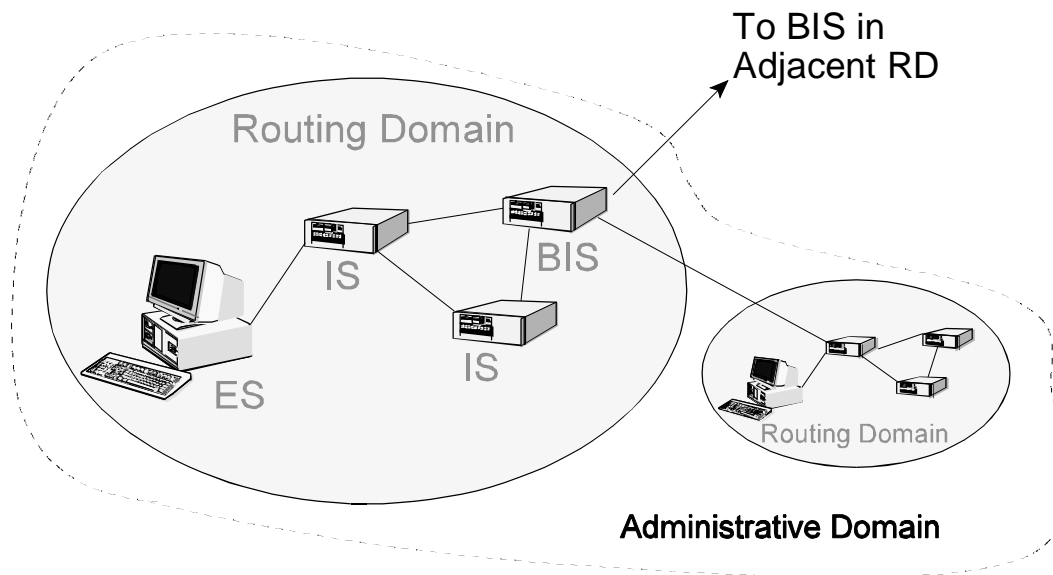 To BIS in
Adjacent RD
Routing Domain
IS
BIS
IS
ES
Routing Domain
Administrative Domain